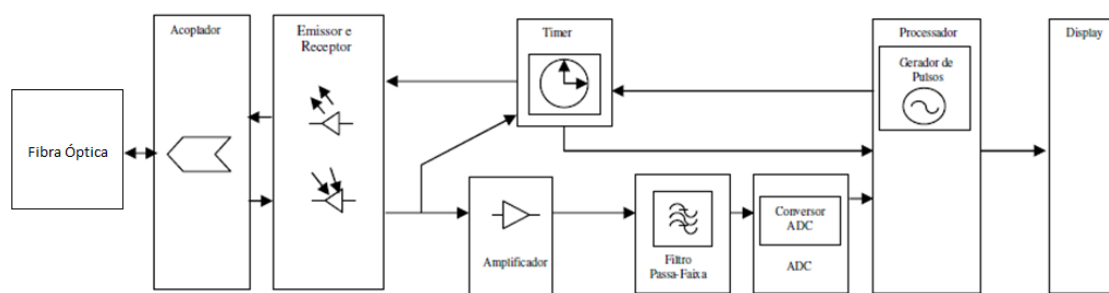 Fibra Óptica
Acoplador
Emissor e
Receptor
Timer
Amplificador
Filtro
Passa-Faixa
Conversor
ADC
ADC
Processador
Gerador de
Pulsos
Display